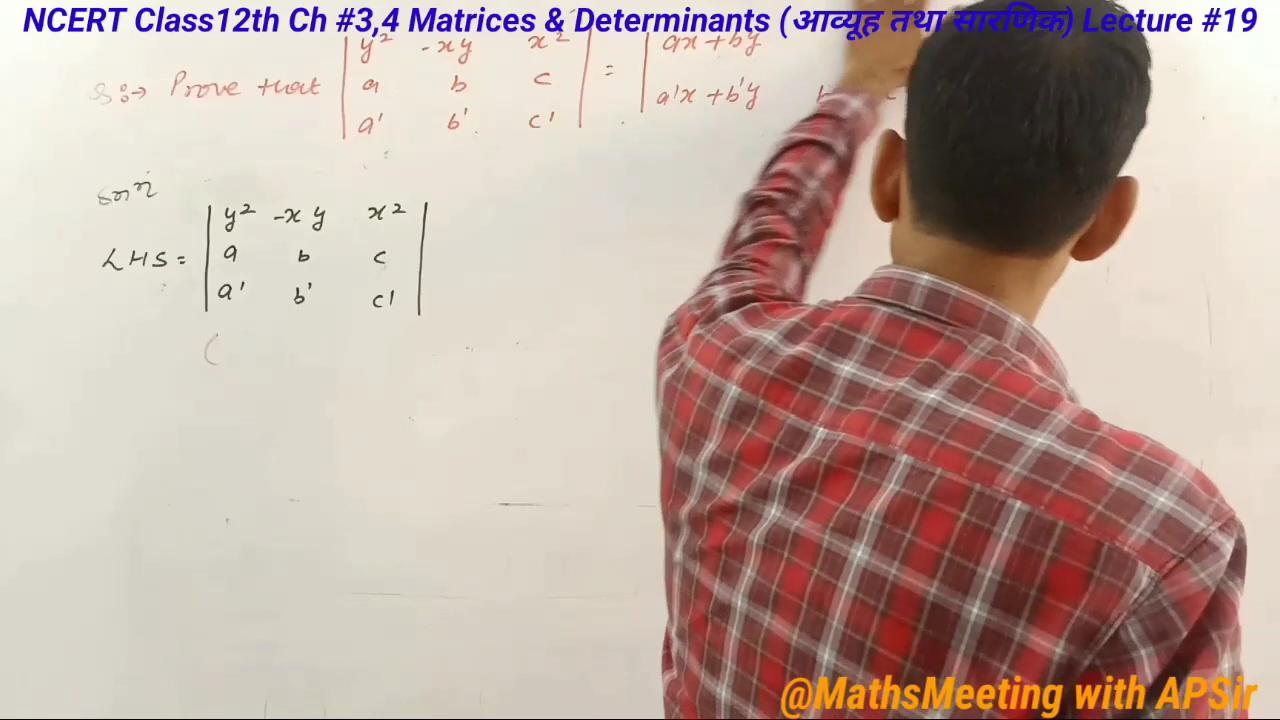 NCERT Class12th Ch #3,4 Matrices & Determinants (आव्यूह तथा सारणिक) Lecture #19
y² -xy x² ax+by
S:→ Prove that a b c =
a'x+b'y b'
a' b' c'
Solⁿ
y² -xy x²
LHS = a b c
a' b' c'
(
@MathsMeeting with APSir